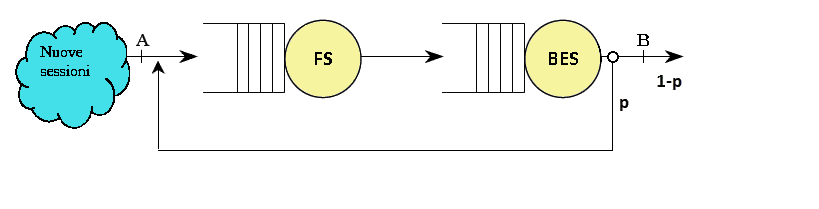 A
B
Nuove
sessioni
FS
BES
1-p
p